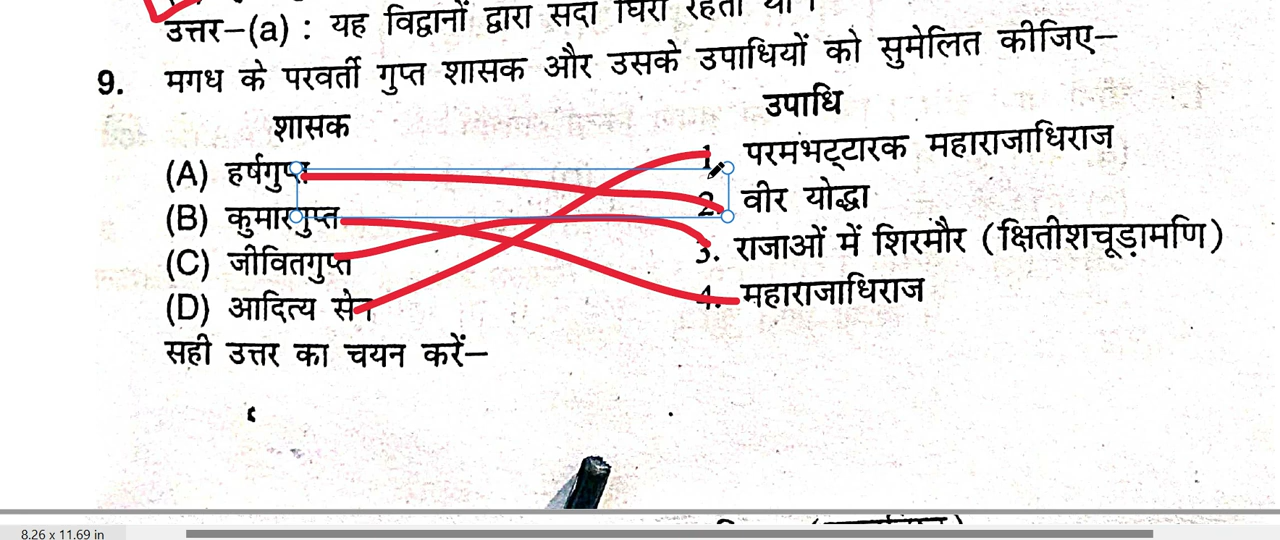 उत्तर–(a) : यह विद्वानों द्वारा सदा घिरा रहता था।
9. मगध के परवर्ती गुप्त शासक और उसके उपाधियों को सुमेलित कीजिए–
शासक उपाधि
(A) हर्षगुप्त 1. परमभट्टारक महाराजाधिराज
(B) कुमारगुप्त 2. वीर योद्धा
(C) जीवितगुप्त 3. राजाओं में शिरमौर (क्षितीशचूड़ामणि)
(D) आदित्य सेन 4. महाराजाधिराज
सही उत्तर का चयन करें–
8.26 x 11.69 in